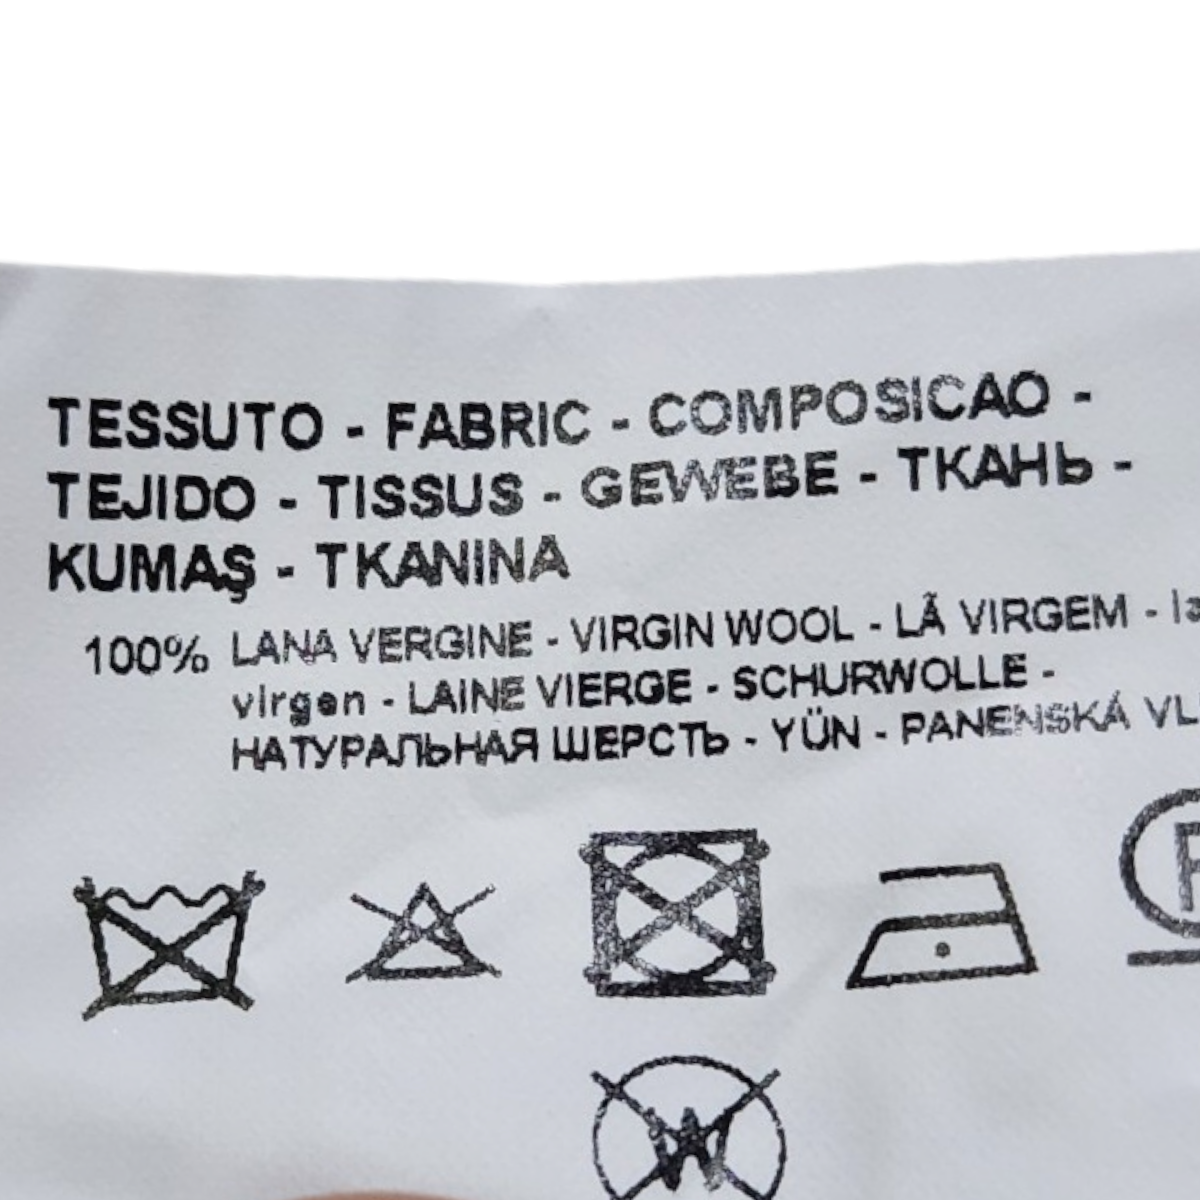 TESSUTO - FABRIC - COMPOSICAO -
TEJIDO - TISSUS - GEWEBE - ТКАНЬ -
KUMAŞ - TKANINA
100% LANA VERGINE - VIRGIN WOOL - LÃ VIRGEM -
virgen - LAINE VIERGE - SCHURWOLLE -
НАТУРАЛЬНАЯ ШЕРСТЬ - YÜN - PANENSKÁ
P
W